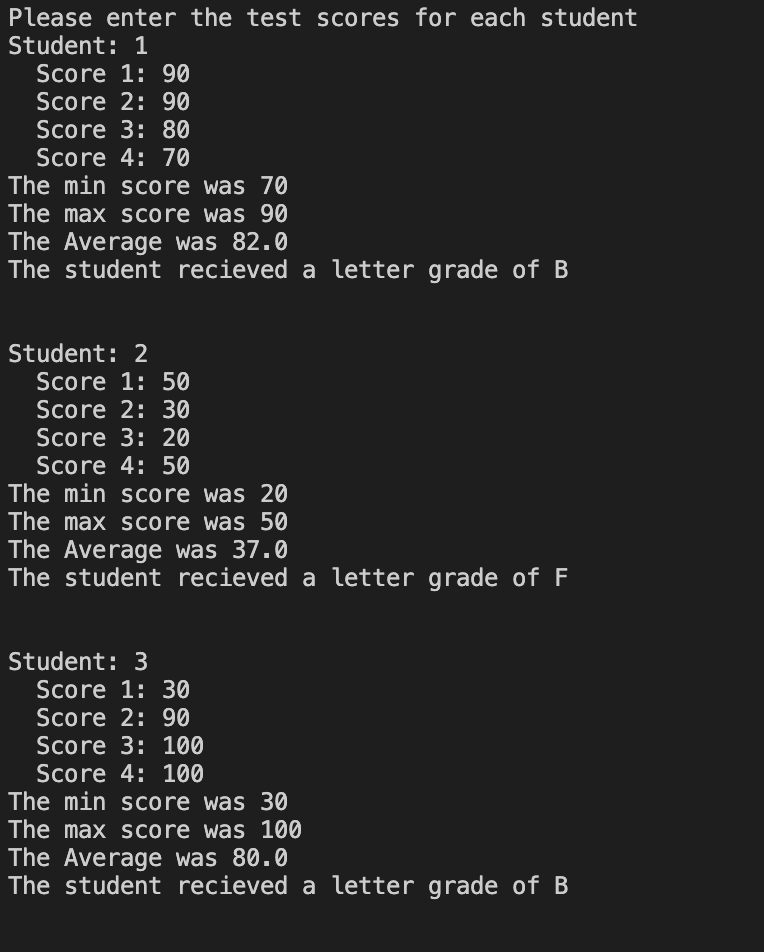 Please enter the test scores for each student
Student: 1
  Score 1: 90
  Score 2: 90
  Score 3: 80
  Score 4: 70
The min score was 70
The max score was 90
The Average was 82.0
The student recieved a letter grade of B
Student: 2
  Score 1: 50
  Score 2: 30
  Score 3: 20
  Score 4: 50
The min score was 20
The max score was 50
The Average was 37.0
The student recieved a letter grade of F
Student: 3
  Score 1: 30
  Score 2: 90
  Score 3: 100
  Score 4: 100
The min score was 30
The max score was 100
The Average was 80.0
The student recieved a letter grade of B